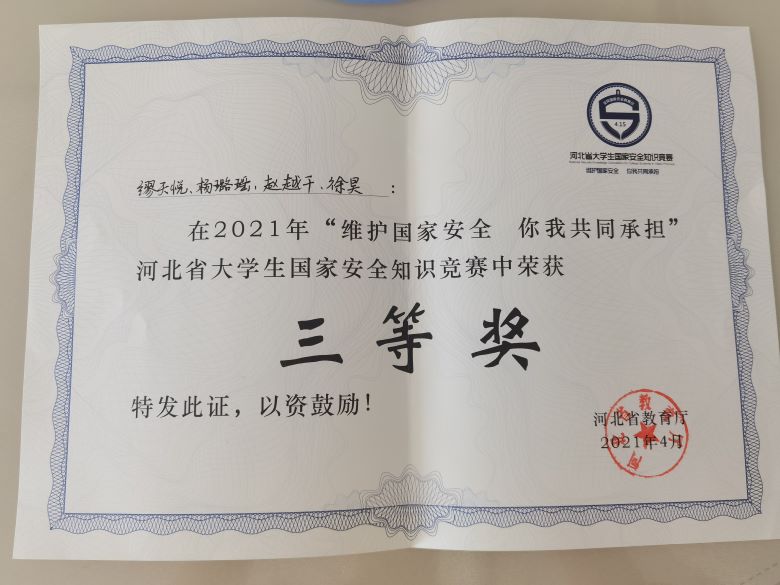 4.15
河北省大学生国家安全知识竞赛
维护国家安全 你我共同承担
缪天悦、杨璐瑶、赵越千、徐昊：
在2021年“维护国家安全 你我共同承担”
河北省大学生国家安全知识竞赛中荣获
三等奖
特发此证，以资鼓励！
河北省教育厅
2021年4月